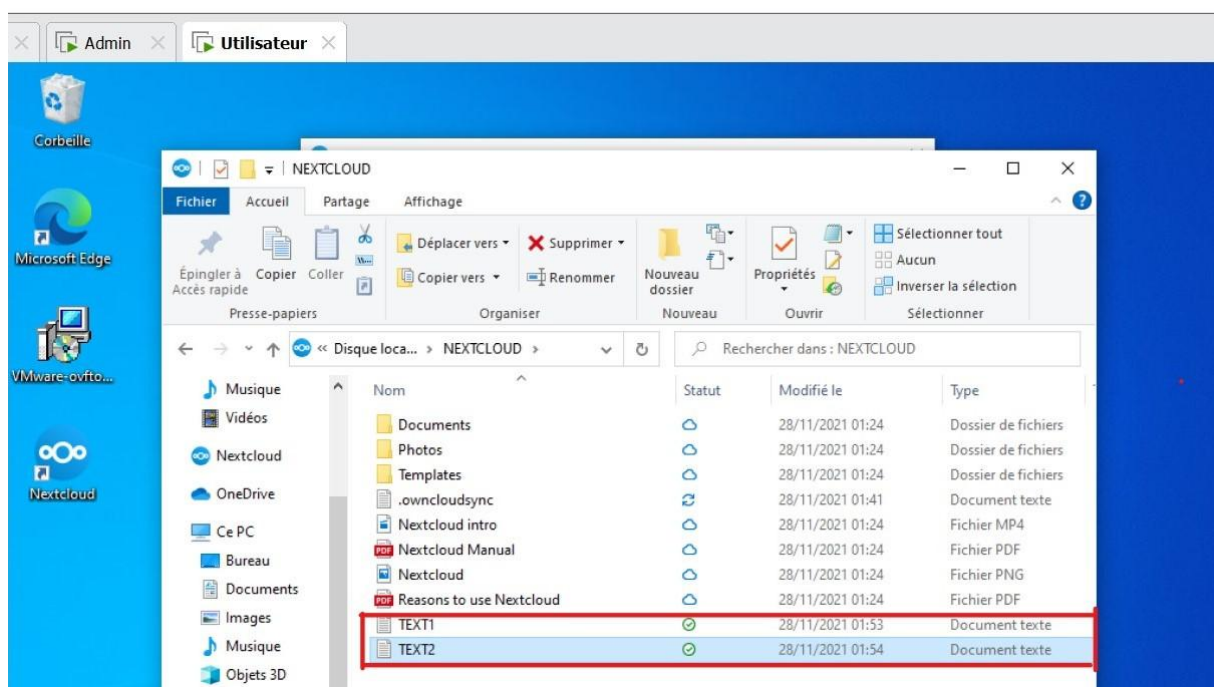 Admin
Utilisateur
Corbeille
Microsoft Edge
VMware-ovfto...
Nextcloud
NEXTCLOUD
Fichier Accueil Partage Affichage
Épingler à Accès rapide
Copier
Coller
Presse-papiers
Déplacer vers
Copier vers
Supprimer
Renommer
Organiser
Nouveau dossier
Nouveau
Propriétés
Ouvrir
Sélectionner tout
Aucun
Inverser la sélection
Sélectionner
« Disque loca... > NEXTCLOUD >
Rechercher dans : NEXTCLOUD
Musique
Vidéos
Nextcloud
OneDrive
Ce PC
Bureau
Documents
Images
Musique
Objets 3D
Nom Statut Modifié le Type
Documents 28/11/2021 01:24 Dossier de fichiers
Photos 28/11/2021 01:24 Dossier de fichiers
Templates 28/11/2021 01:24 Dossier de fichiers
.owncloudsync 28/11/2021 01:41 Document texte
Nextcloud intro 28/11/2021 01:24 Fichier MP4
PDF Nextcloud Manual 28/11/2021 01:24 Fichier PDF
Nextcloud 28/11/2021 01:24 Fichier PNG
PDF Reasons to use Nextcloud 28/11/2021 01:24 Fichier PDF
TEXT1 28/11/2021 01:53 Document texte
TEXT2 28/11/2021 01:54 Document texte